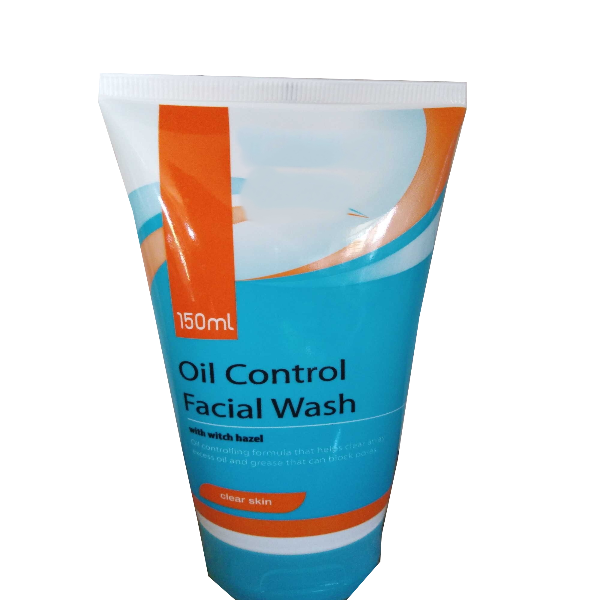 150ml
Oil Control
Facial Wash
with witch hazel
Oil controlling formula that helps clear
excess oil and grease that can block pores
clear skin